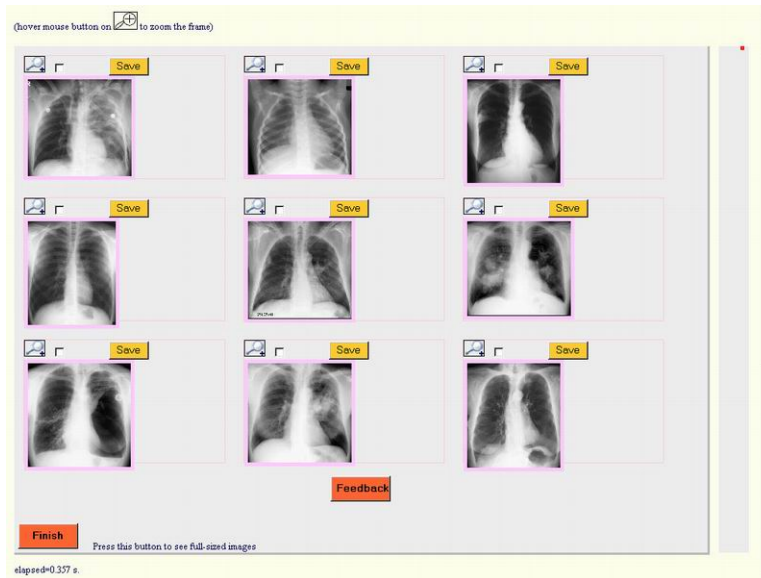 (hover mouse button on to zoom the frame)
Save Save Save
Save Save Save
Save Save Save
Feedback
Finish
Press this button to see full-sized images
elapsed=0.357 s.